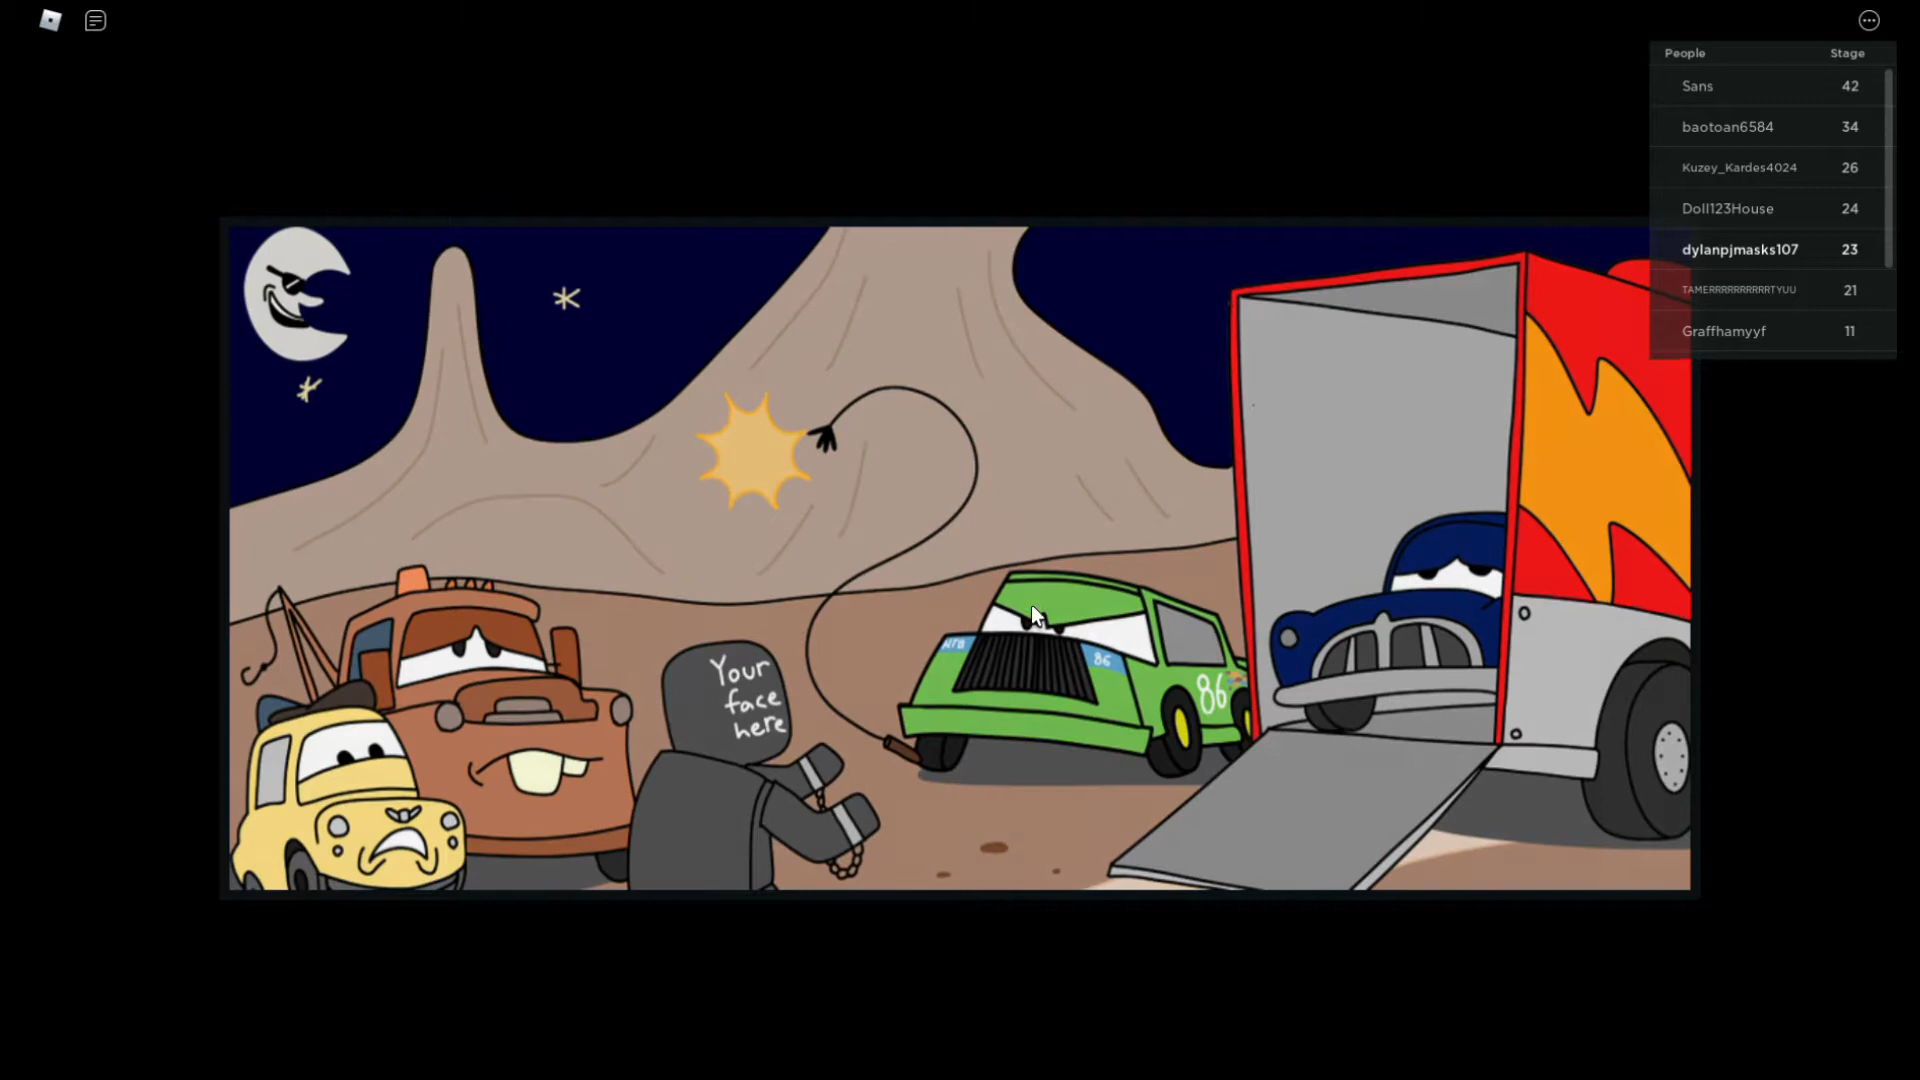 People Stage
Sans 42
baotoan6584 34
Kuzey_Kardes4024 26
Doll123House 24
dylanpjmasks107 23
TAMERRRRRRRRRRTYUU 21
Graffhamyyf 11
Your
face
here
86
86